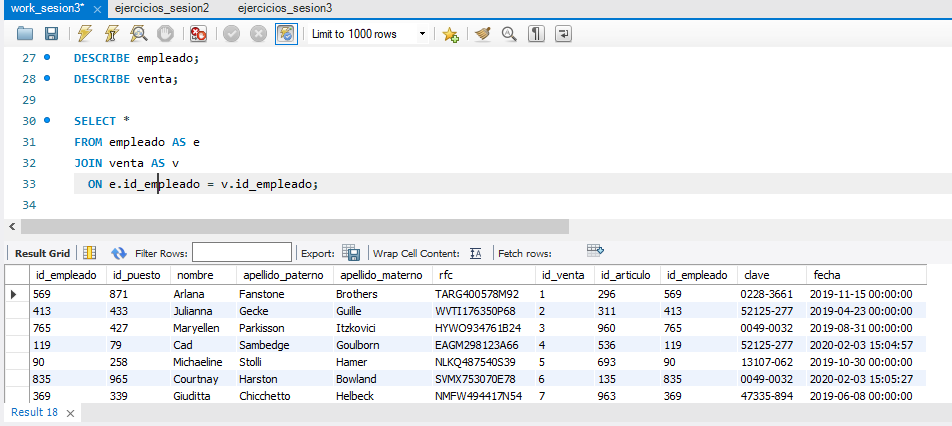 work_sesion3* ejercicios_sesion2 ejercicios_sesion3
Limit to 1000 rows
27 DESCRIBE empleado;
28 DESCRIBE venta;
29
30 SELECT *
31 FROM empleado AS e
32 JOIN venta AS v
33 ON e.id_empleado = v.id_empleado;
34
Result Grid Filter Rows: Export: Wrap Cell Content: Fetch rows:
id_empleado id_puesto nombre apellido_paterno apellido_materno rfc id_venta id_articulo id_empleado clave fecha
569 871 Arlana Fanstone Brothers TARG400578M92 1 296 569 0228-3661 2019-11-15 00:00:00
413 433 Julianna Gecke Guille WVTI176350P68 2 311 413 52125-277 2019-04-23 00:00:00
765 427 Maryellen Parkisson Itzkovici HYWO934761B24 3 960 765 0049-0032 2019-08-31 00:00:00
119 79 Cad Sambedge Goulborn EAGM298123A66 4 536 119 52125-277 2020-02-03 15:04:57
90 258 Michaeline Stolli Hamer NLKQ487540S39 5 693 90 13107-062 2019-10-30 00:00:00
835 965 Courtnay Harston Bowland SVMX753070E78 6 135 835 0049-0032 2020-02-03 15:05:27
369 339 Giuditta Chicchetto Helbeck NMFW494417N54 7 963 369 47335-894 2019-06-08 00:00:00
Result 18